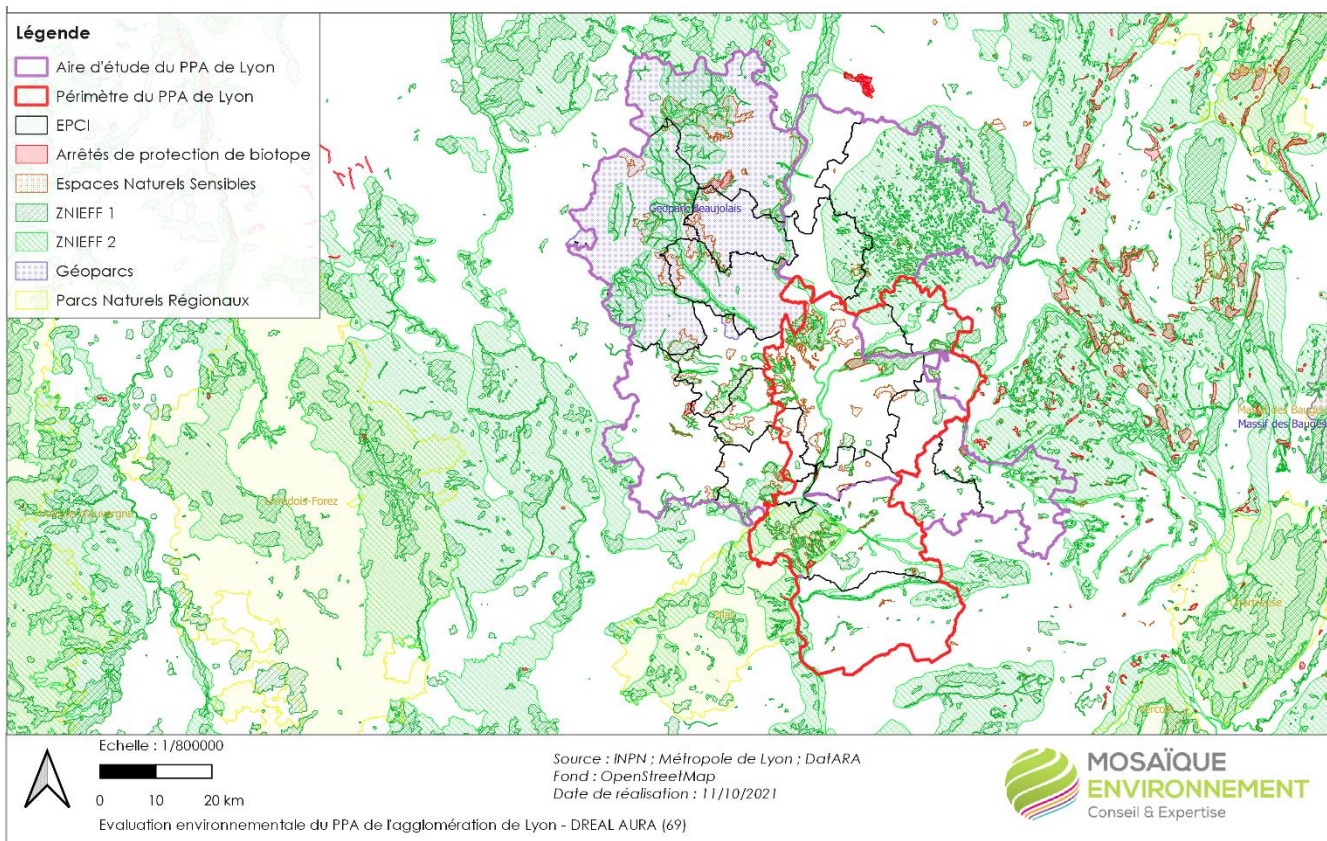 Légende
Aire d'étude du PPA de Lyon
Périmètre du PPA de Lyon
EPCI
Arrêtés de protection de biotope
Espaces Naturels Sensibles
ZNIEFF 1
ZNIEFF 2
Géoparcs
Parcs Naturels Régionaux
Géoparc Beaujolais
Massif des Bauges
Massif des Bauges
Livradois-Forez
Pilat
Chartreuse
Vercors
Echelle : 1/800000
0 10 20 km
Evaluation environnementale du PPA de l'agglomération de Lyon - DREAL AURA (69)
Source : INPN ; Métropole de Lyon ; DatARA
Fond : OpenStreetMap
Date de réalisation : 11/10/2021
MOSAÏQUE
ENVIRONNEMENT
Conseil & Expertise